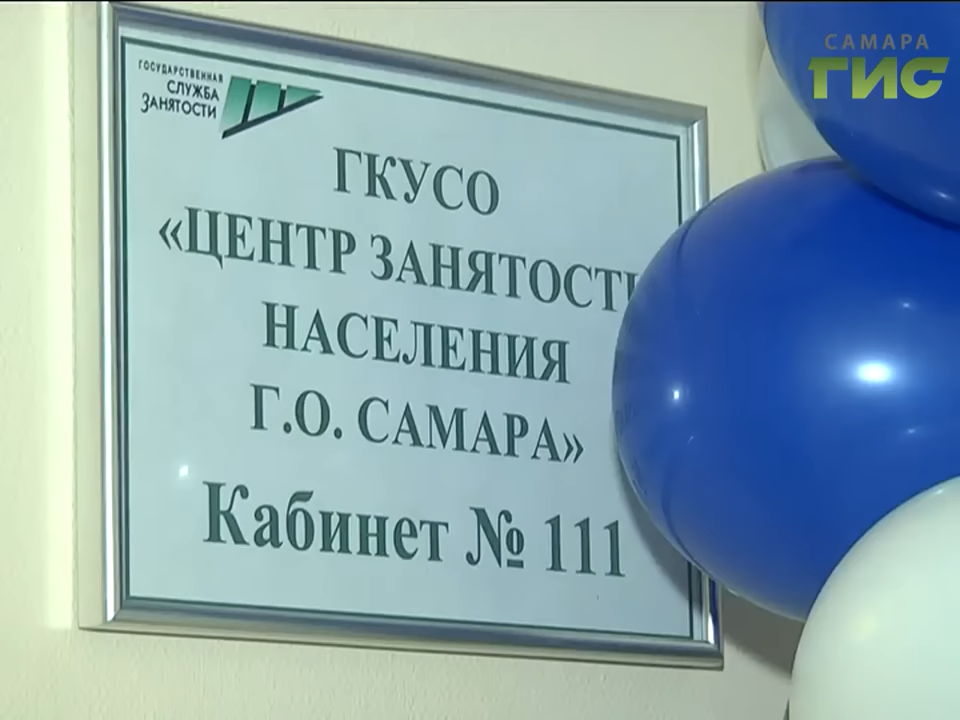 САМАРА
ГИС
ГОСУДАРСТВЕННАЯ
СЛУЖБА
ЗАНЯТОСТИ
ГКУСО
«ЦЕНТР ЗАНЯТОСТИ
НАСЕЛЕНИЯ
Г.О. САМАРА»
Кабинет № 111